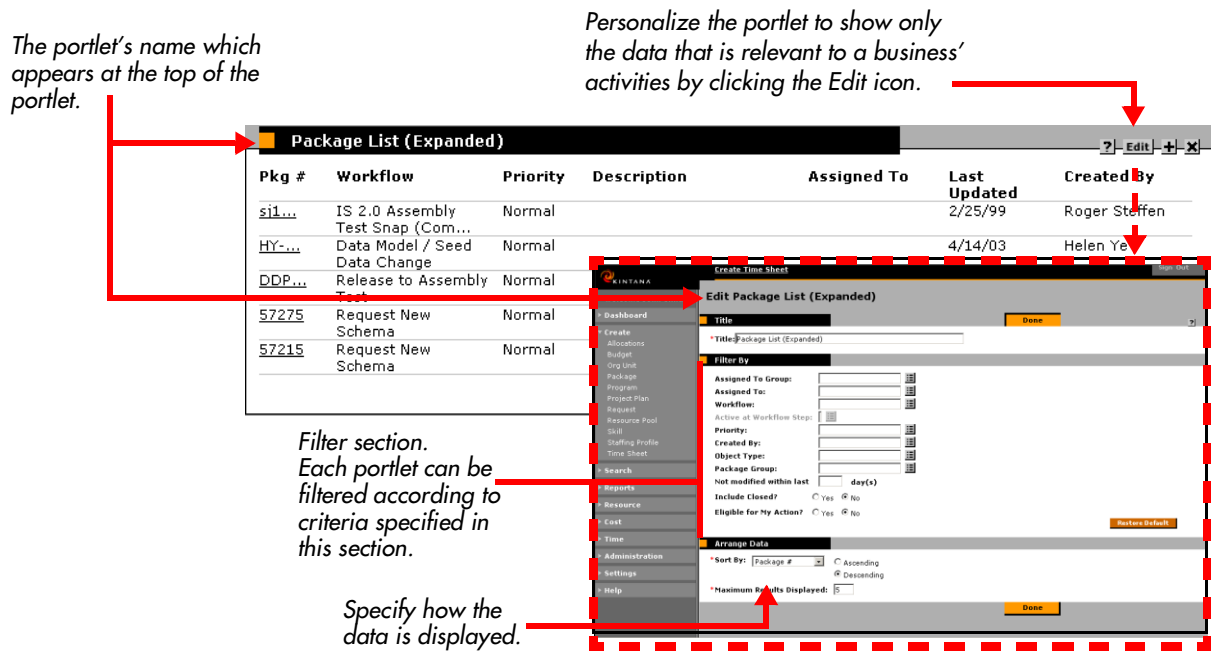 The portlet's name which
appears at the top of the
portlet.
Personalize the portlet to show only
the data that is relevant to a business'
activities by clicking the Edit icon.
Package List (Expanded)
? Edit + X
Pkg # Workflow Priority Description Assigned To Last Updated Created By
sj1... IS 2.0 Assembly Normal 2/25/99 Roger Steffen
Test Snap (Com...
HY-... Data Model / Seed Normal 4/14/03 Helen Ye
Data Change
DDP... Release to Assembly Normal
Test
57275 Request New Normal
Schema
57215 Request New Normal
Schema
KINTANA
Create Time Sheet
Sign Out
Dashboard
Create
Allocations
Budget
Org Unit
Package
Program
Project Plan
Request
Resource Pool
Skill
Staffing Profile
Time Sheet
Search
Reports
Resource
Cost
Time
Administration
Settings
Help
Edit Package List (Expanded)
Title
Done
?
*Title: Package List (Expanded)
Filter By
Assigned To Group:
Assigned To:
Workflow:
Active at Workflow Step:
Priority:
Created By:
Object Type:
Package Group:
Not modified within last day(s)
Include Closed? Yes No
Eligible for My Action? Yes No
Restore Default
Arrange Data
*Sort By: Package # Ascending
Descending
*Maximum Results Displayed: 5
Done
Filter section.
Each portlet can be
filtered according to
criteria specified in
this section.
Specify how the
data is displayed.